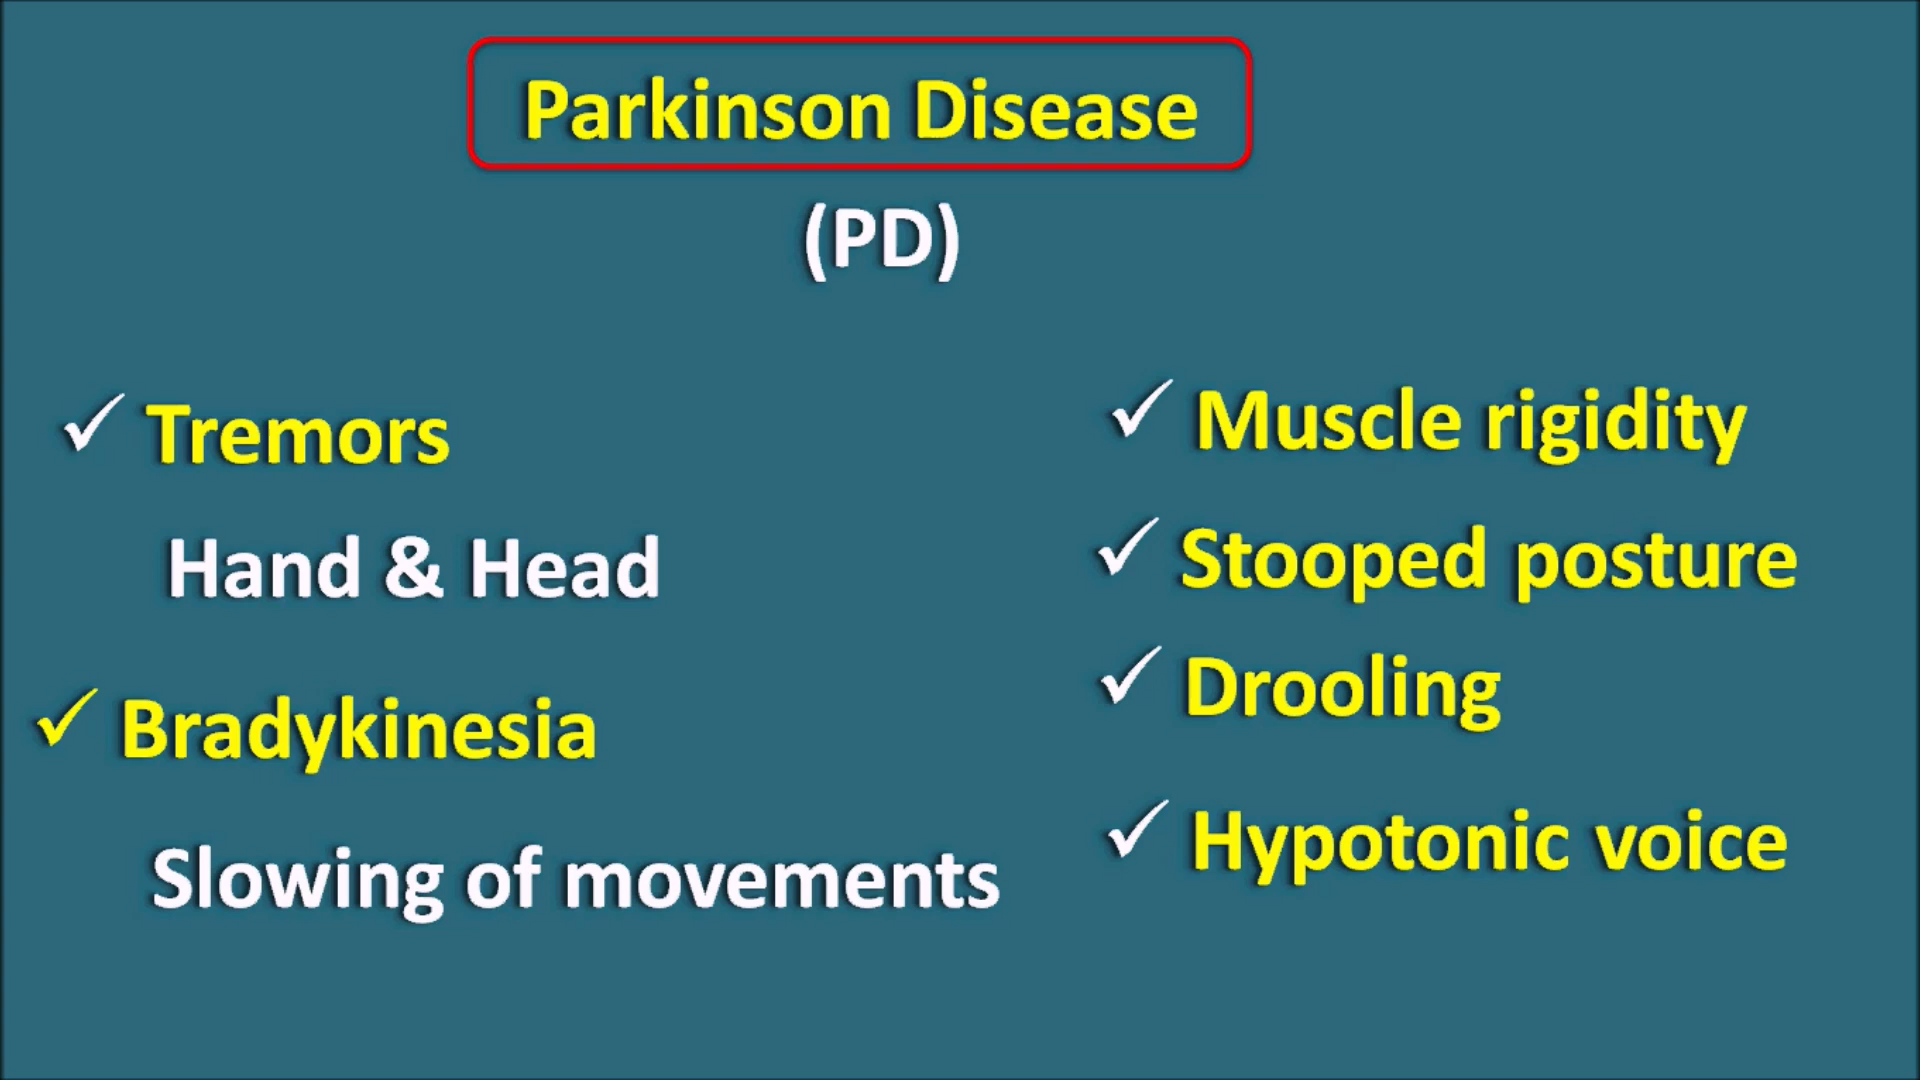 Parkinson Disease
(PD)
✓ Tremors
Hand & Head
✓ Bradykinesia
Slowing of movements
✓ Muscle rigidity
✓ Stooped posture
✓ Drooling
✓ Hypotonic voice